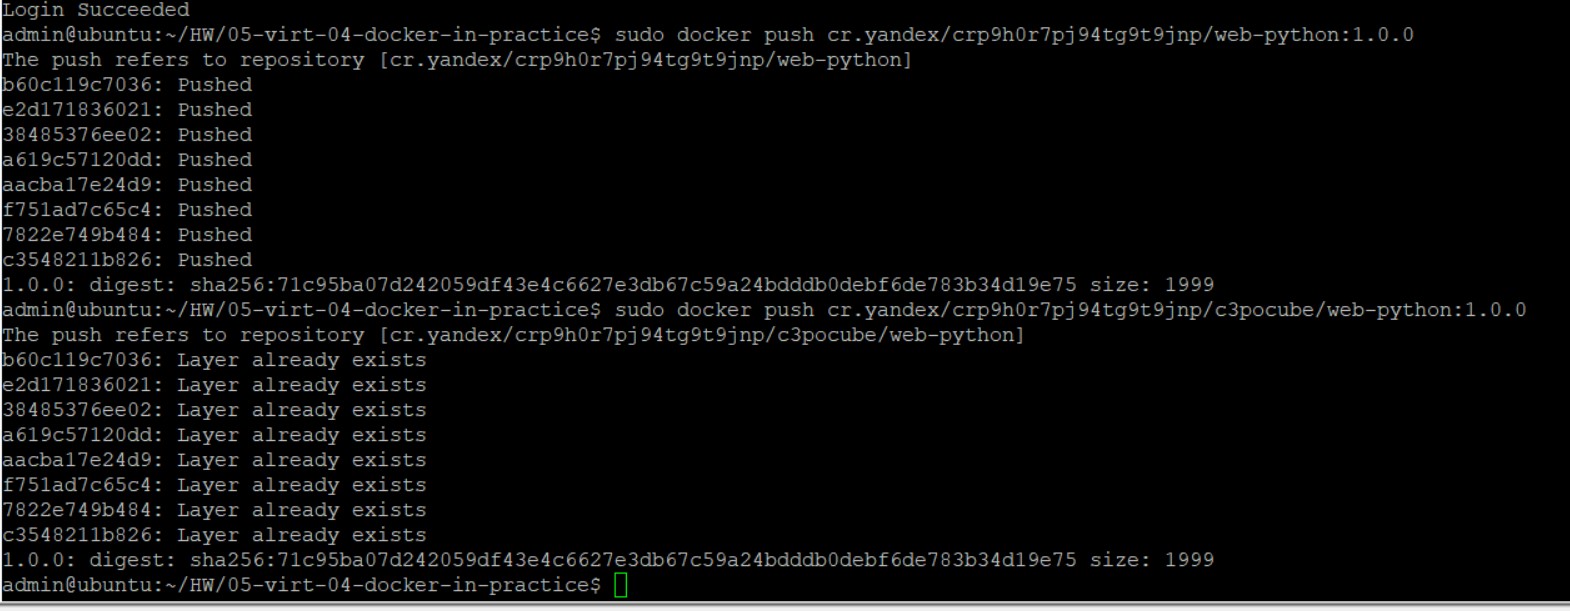 Login Succeeded
admin@ubuntu:~/HW/05-virt-04-docker-in-practice$ sudo docker push cr.yandex/crp9h0r7pj94tg9t9jnp/web-python:1.0.0
The push refers to repository [cr.yandex/crp9h0r7pj94tg9t9jnp/web-python]
b60c119c7036: Pushed
e2d171836021: Pushed
38485376ee02: Pushed
a619c57120dd: Pushed
aacba17e24d9: Pushed
f751ad7c65c4: Pushed
7822e749b484: Pushed
c3548211b826: Pushed
1.0.0: digest: sha256:71c95ba07d242059df43e4c6627e3db67c59a24bdddb0debf6de783b34d19e75 size: 1999
admin@ubuntu:~/HW/05-virt-04-docker-in-practice$ sudo docker push cr.yandex/crp9h0r7pj94tg9t9jnp/c3pocube/web-python:1.0.0
The push refers to repository [cr.yandex/crp9h0r7pj94tg9t9jnp/c3pocube/web-python]
b60c119c7036: Layer already exists
e2d171836021: Layer already exists
38485376ee02: Layer already exists
a619c57120dd: Layer already exists
aacba17e24d9: Layer already exists
f751ad7c65c4: Layer already exists
7822e749b484: Layer already exists
c3548211b826: Layer already exists
1.0.0: digest: sha256:71c95ba07d242059df43e4c6627e3db67c59a24bdddb0debf6de783b34d19e75 size: 1999
admin@ubuntu:~/HW/05-virt-04-docker-in-practice$